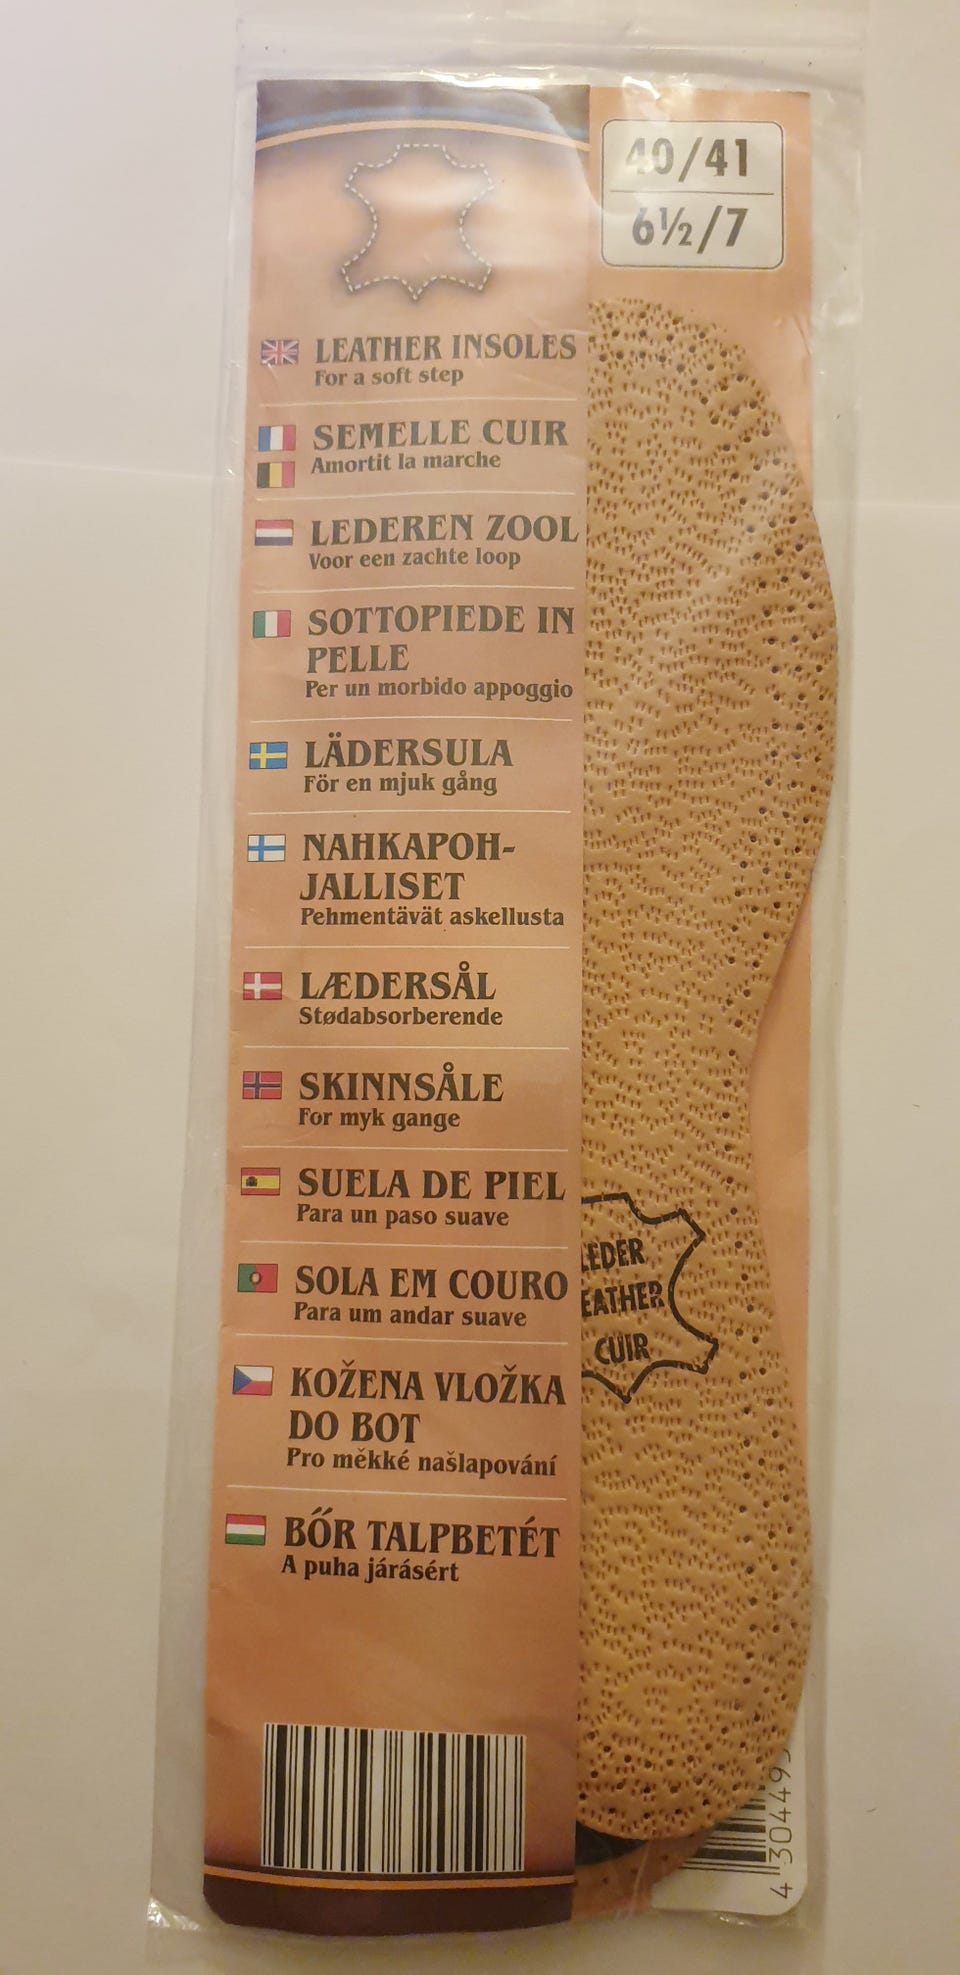 40/41
6½/7
LEATHER INSOLES
For a soft step
SEMELLE CUIR
Amortit la marche
LEDEREN ZOOL
Voor een zachte loop
SOTTOPIEDE IN
PELLE
Per un morbido appoggio
LÄDERSULA
För en mjuk gång
NAHKAPOH-
JALLISET
Pehmentävät askellusta
LÆDERSÅL
Stødabsorberende
SKINNSÅLE
For myk gange
SUELA DE PIEL
Para un paso suave
SOLA EM COURO
Para um andar suave
KOŽENA VLOŽKA
DO BOT
Pro měkké našlapování
BŐR TALPBETÉT
A puha járásért
LEDER
EATHER
CUIR
4 304493